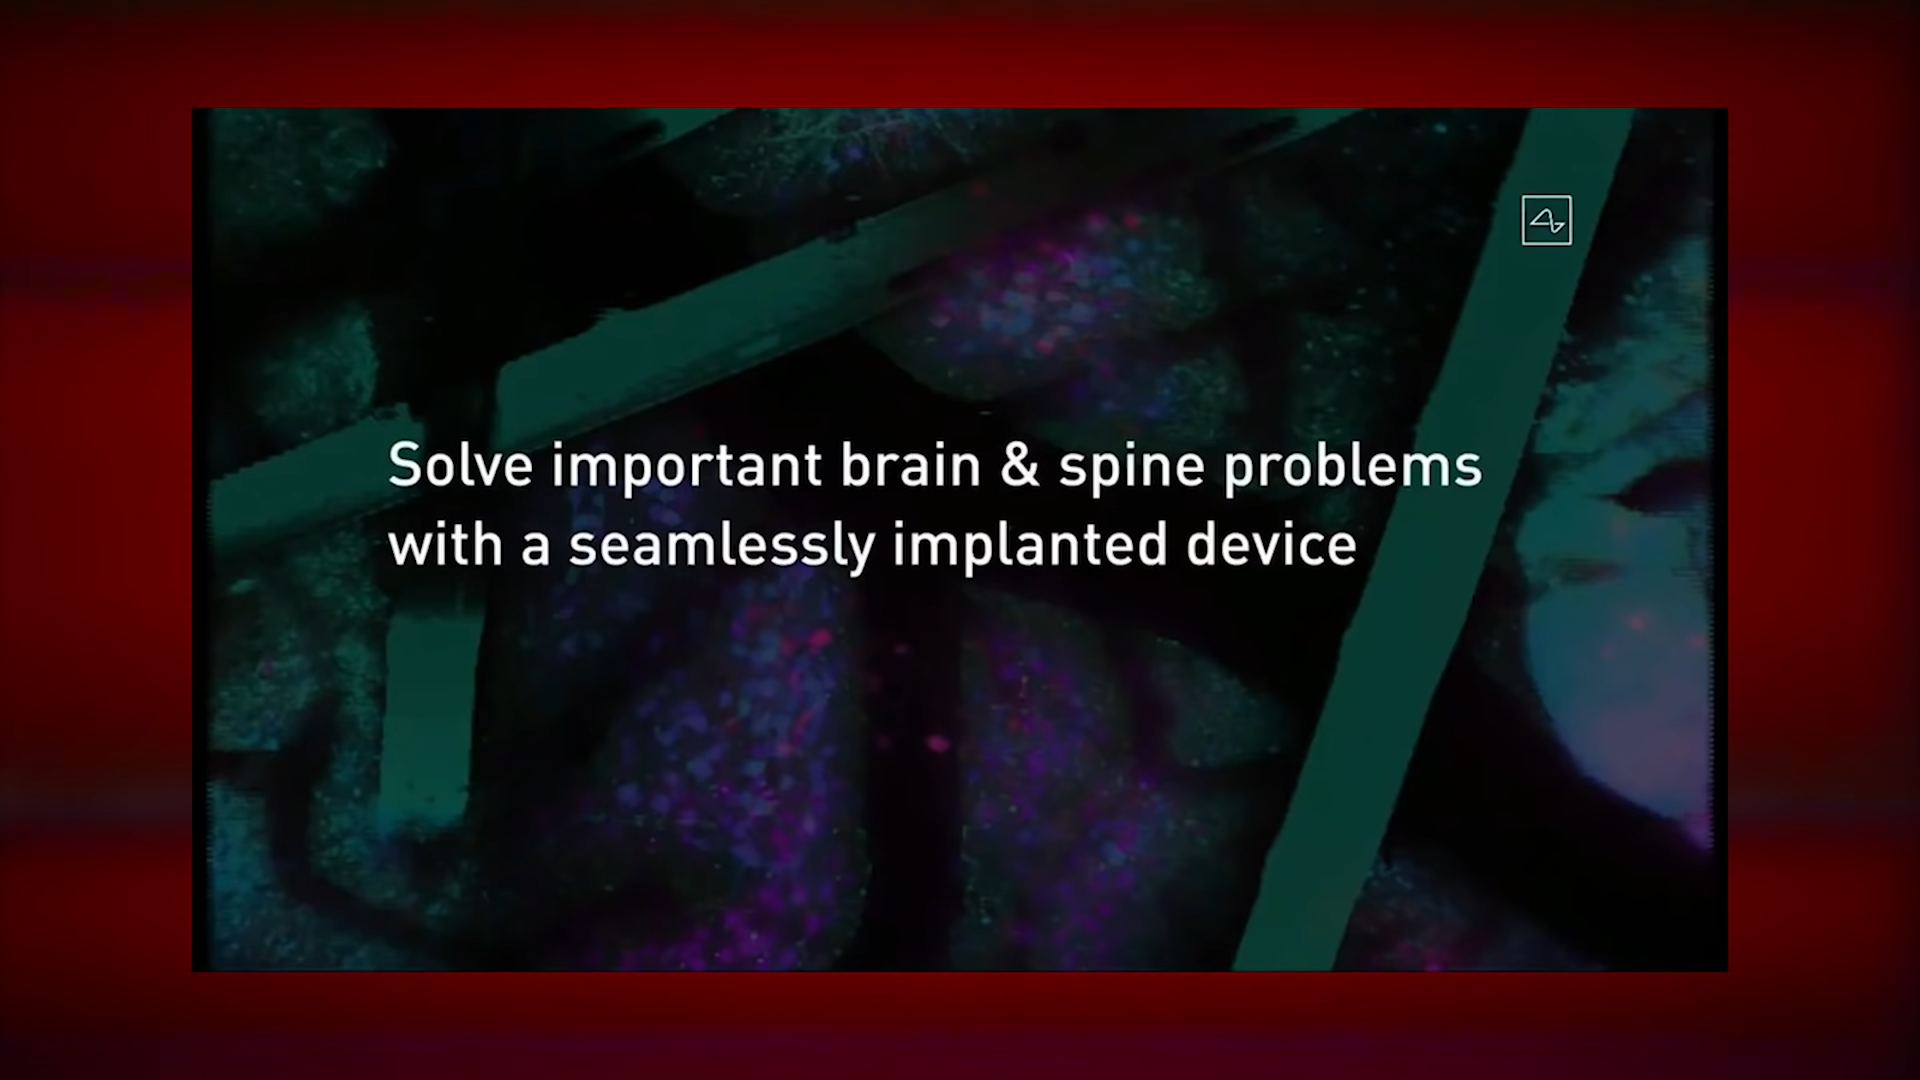 Solve important brain & spine problems
with a seamlessly implanted device